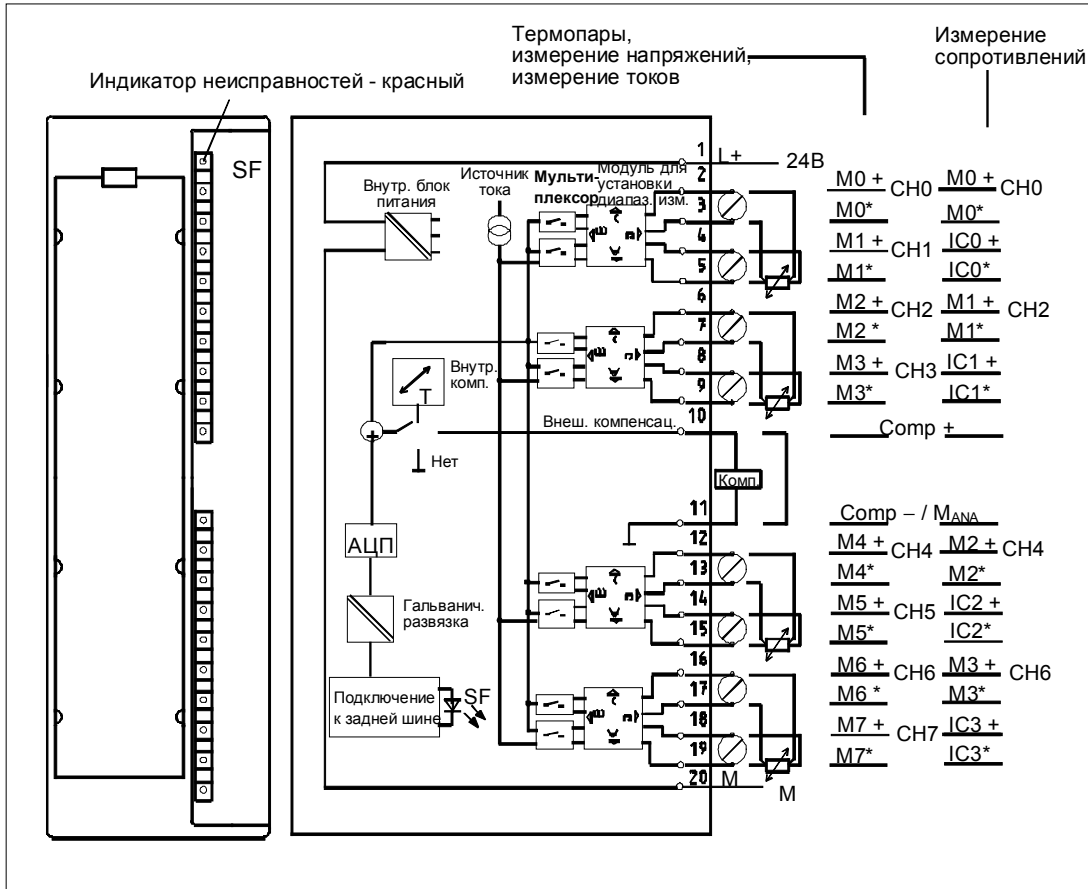 Термопары,
измерение напряжений,
измерение токов
Измерение
сопротивлений
Индикатор неисправностей - красный
SF
1 L+ 24В
2
3
4
5
6
7
8
9
10
11
12
13
14
15
16
17
18
19
20 M
M
Внутр. блок
питания
Источник
тока
Мульти-
плексор
Модуль для
установки
диапаз. изм.
Внутр.
комп.
T
Внеш. компенсац.
Нет
Комп.
АЦП
Гальванич.
развязка
Подключение
к задней шине
SF
M0 + CH0 M0 + CH0
M0* M0*
M1 + CH1 IC0 +
M1* IC0*
M2 + CH2 M1 + CH2
M2 * M1*
M3 + CH3 IC1 +
M3* IC1*
Comp +
Comp – / MANA
M4 + CH4 M2 + CH4
M4* M2*
M5 + CH5 IC2 +
M5* IC2*
M6 + CH6 M3 + CH6
M6 * M3*
M7 + CH7 IC3 +
M7* IC3*